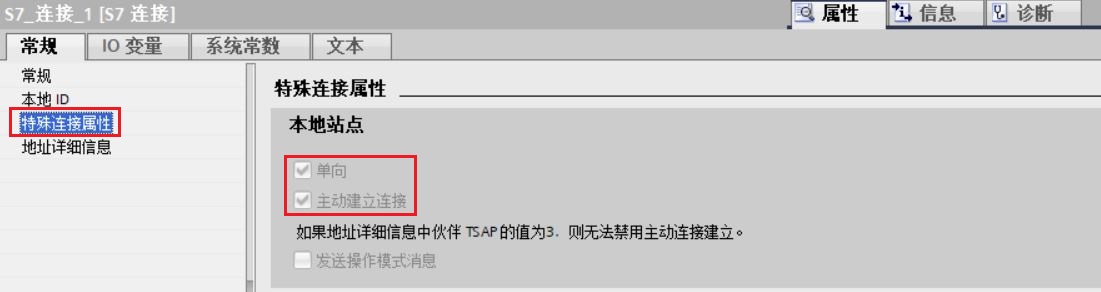 S7_连接_1 [S7 连接]
属性
信息
诊断
常规
IO 变量
系统常数
文本
常规
本地 ID
特殊连接属性
地址详细信息
特殊连接属性
本地站点
单向
主动建立连接
如果地址详细信息中伙伴 TSAP 的值为3. 则无法禁用主动连接建立。
发送操作模式消息